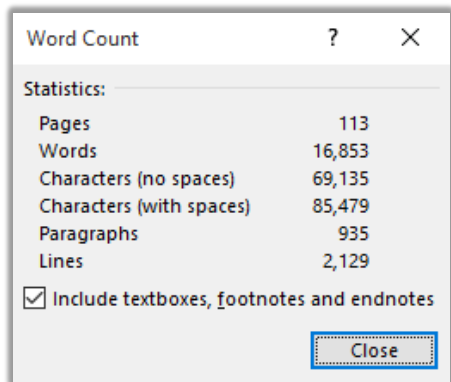 Word Count ? ×
Statistics:
Pages 113
Words 16,853
Characters (no spaces) 69,135
Characters (with spaces) 85,479
Paragraphs 935
Lines 2,129
Include textboxes, footnotes and endnotes
Close